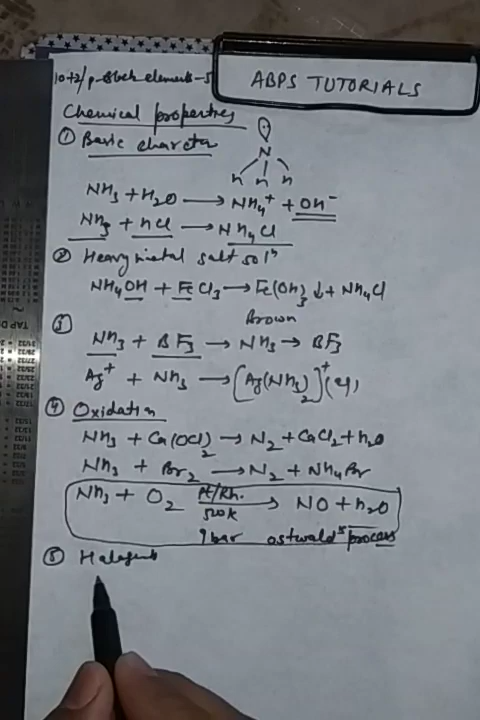 10+2/p-Block elements-5
ABPS TUTORIALS
Chemical properties
① Basic charcter
N
H H H
NH3 + H2O → NH4+ + OH-
NH3 + HCl → NH4Cl
② Heavy metal salt solⁿ
NH4OH + FeCl3 → Fe(OH)3 ↓ + NH4Cl
Brown
③
NH3 + BF3 → NH3 → BF3
Ag+ + NH3 → [Ag(NH3)2]+ (aq)
④ Oxidation
NH3 + Ca(OCl)2 → N2 + CaCl2 + H2O
NH3 + Br2 → N2 + NH4Br
NH3 + O2 Pt/Rh. → NO + H2O
500K
9bar ostwald's process
⑤ Halogens